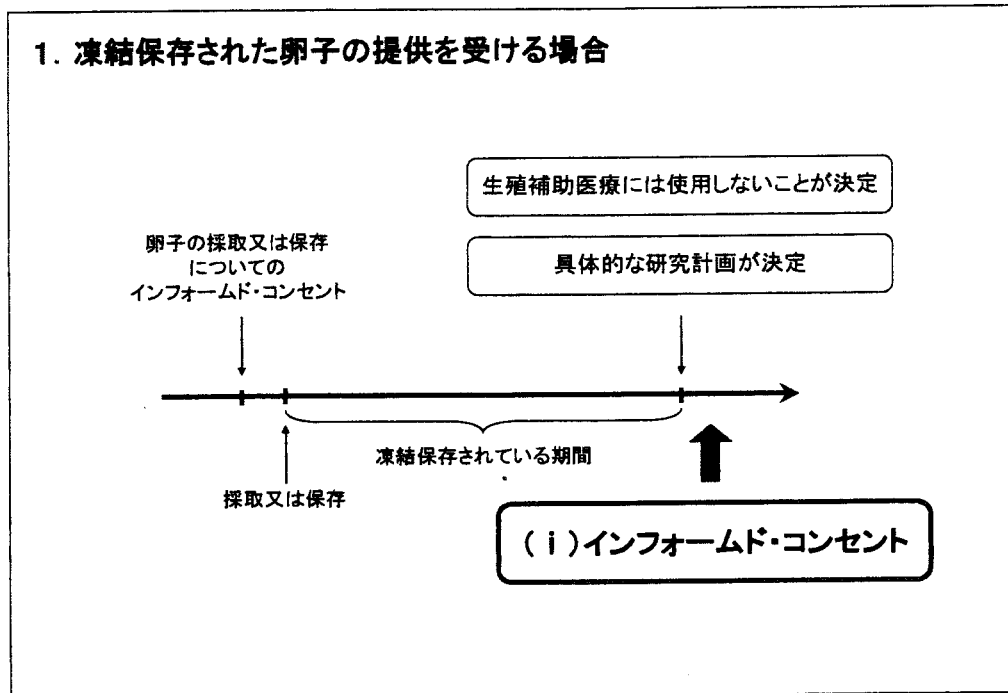 1. 凍結保存された卵子の提供を受ける場合
生殖補助医療には使用しないことが決定
卵子の採取又は保存
についての
インフォームド・コンセント
具体的な研究計画が決定
凍結保存されている期間
採取又は保存
(ⅰ)インフォームド・コンセント